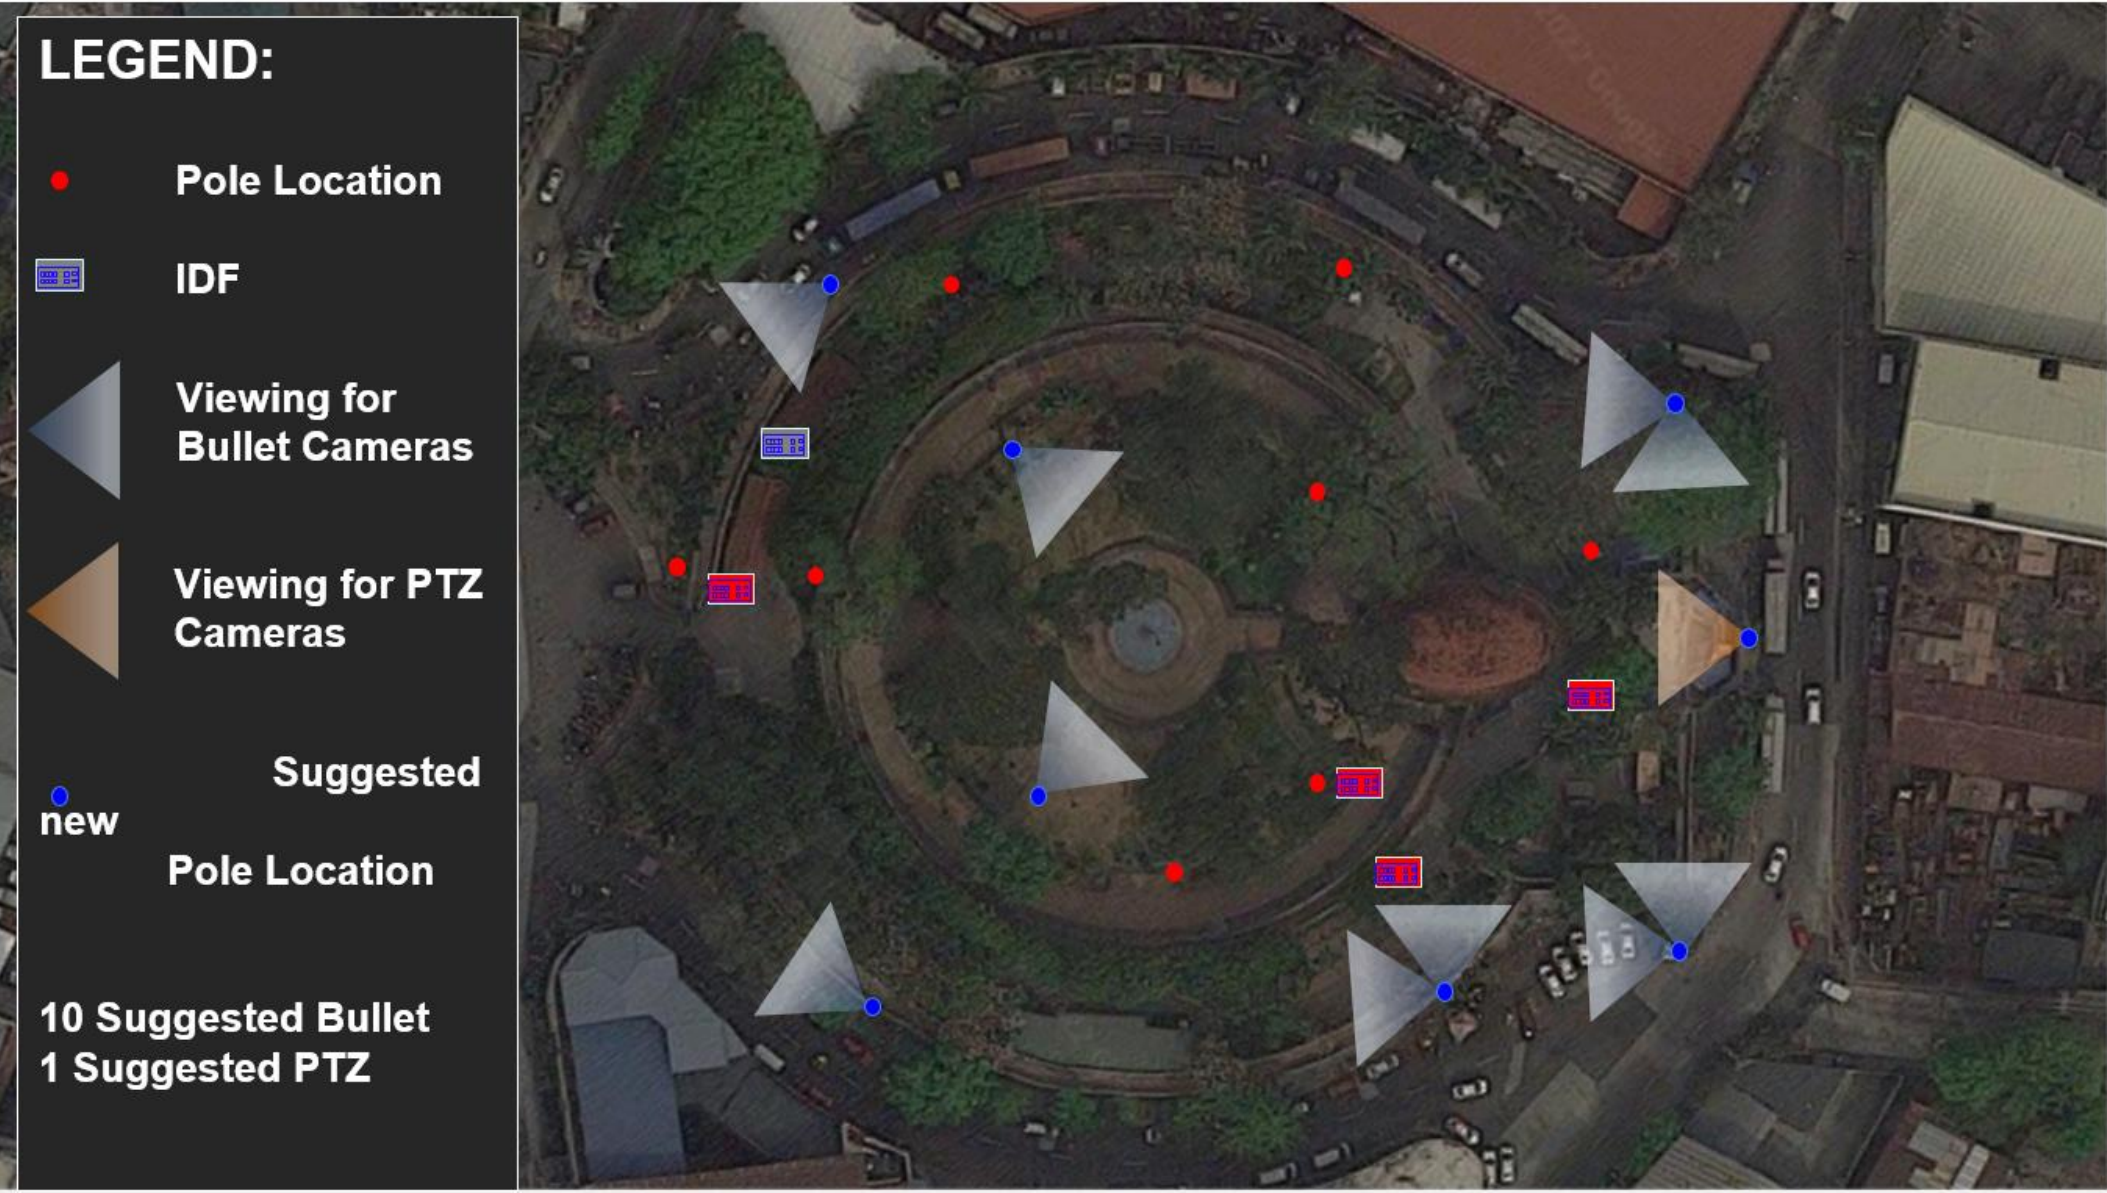 LEGEND:
Pole Location
IDF
Viewing for
Bullet Cameras
Viewing for PTZ
Cameras
Suggested
new
Pole Location
10 Suggested Bullet
1 Suggested PTZ